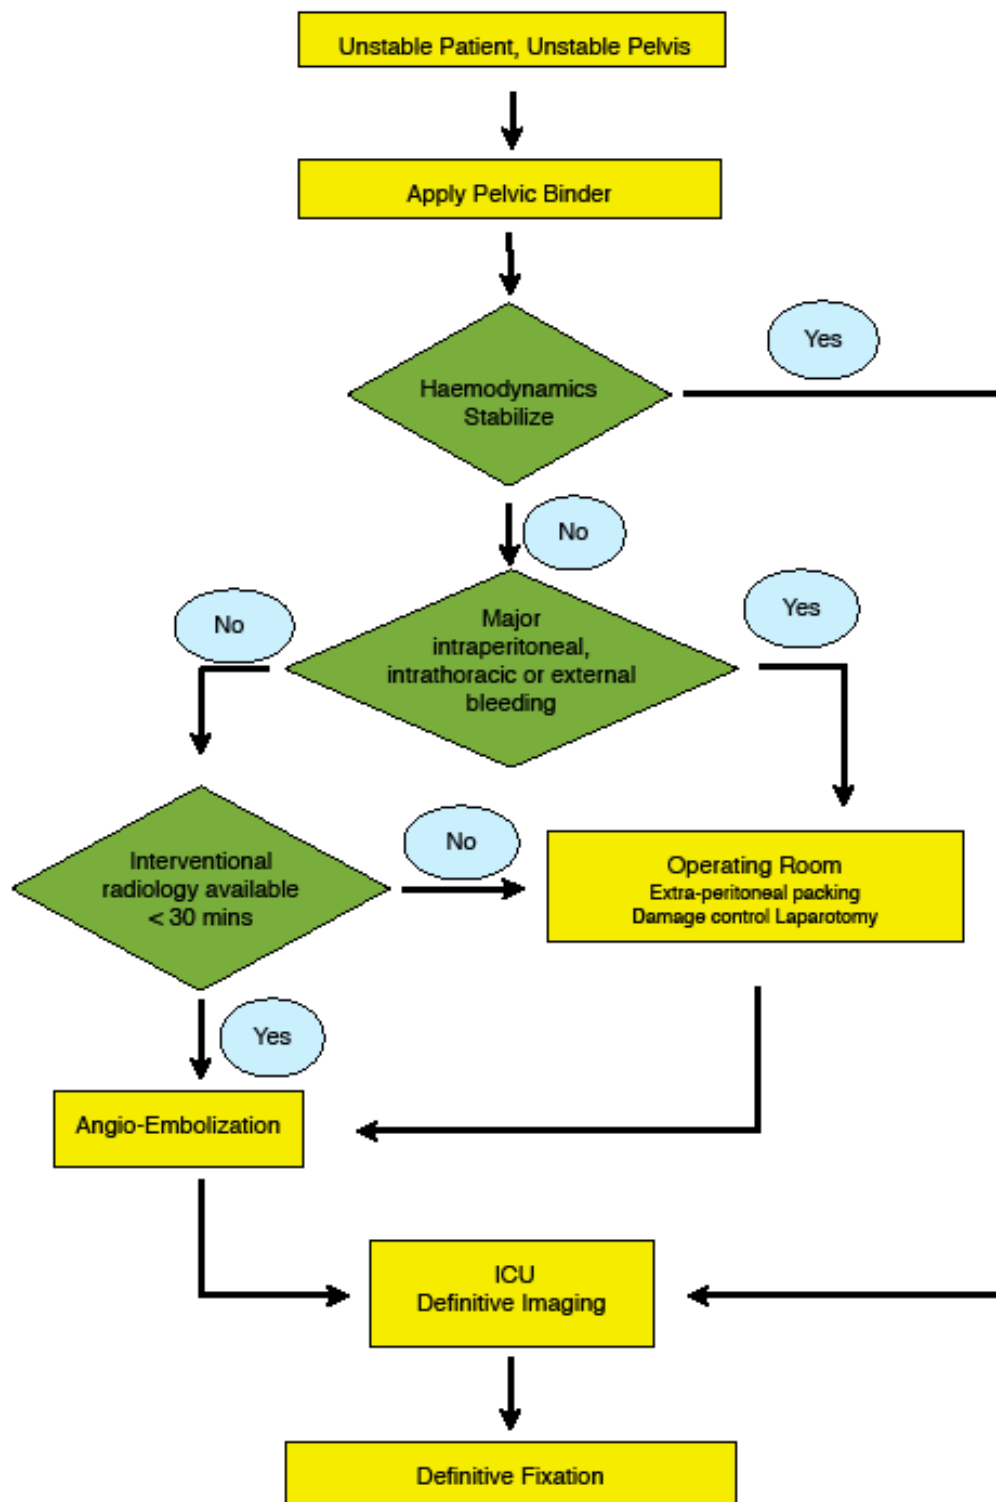 Unstable Patient, Unstable Pelvis
Apply Pelvic Binder
Yes
Haemodynamics
Stabilize
No
No
Yes
Major
intraperitoneal,
intrathoracic or external
bleeding
No
Interventional
radiology available
< 30 mins
Operating Room
Extra-peritoneal packing
Damage control Laparotomy
Yes
Angio-Embolization
ICU
Definitive Imaging
Definitive Fixation